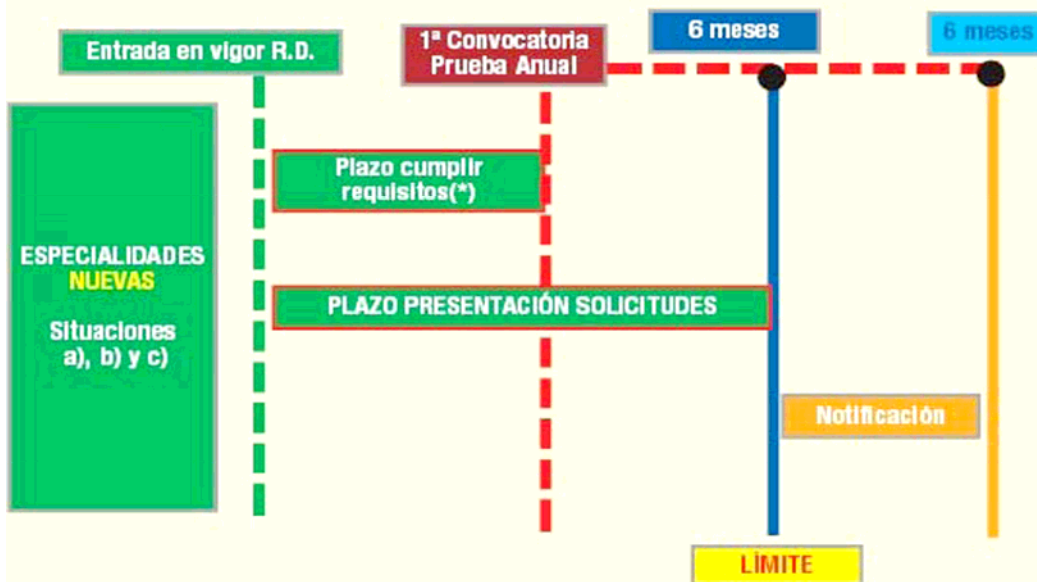 Entrada en vigor R.D.
1ª Convocatoria
Prueba Anual
6 meses
6 meses
Plazo cumplir
requisitos(*)
ESPECIALIDADES
NUEVAS
Situaciones
a), b) y c)
PLAZO PRESENTACIÓN SOLICITUDES
Notificación
LÍMITE